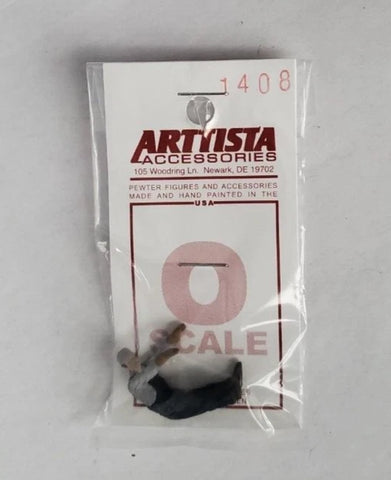 1408
ARTTISTA
ACCESSORIES
105 Woodring Ln. Newark, DE 19702
PEWTER FIGURES AND ACCESSORIES
MADE AND HAND PAINTED IN THE
USA
O
SCALE